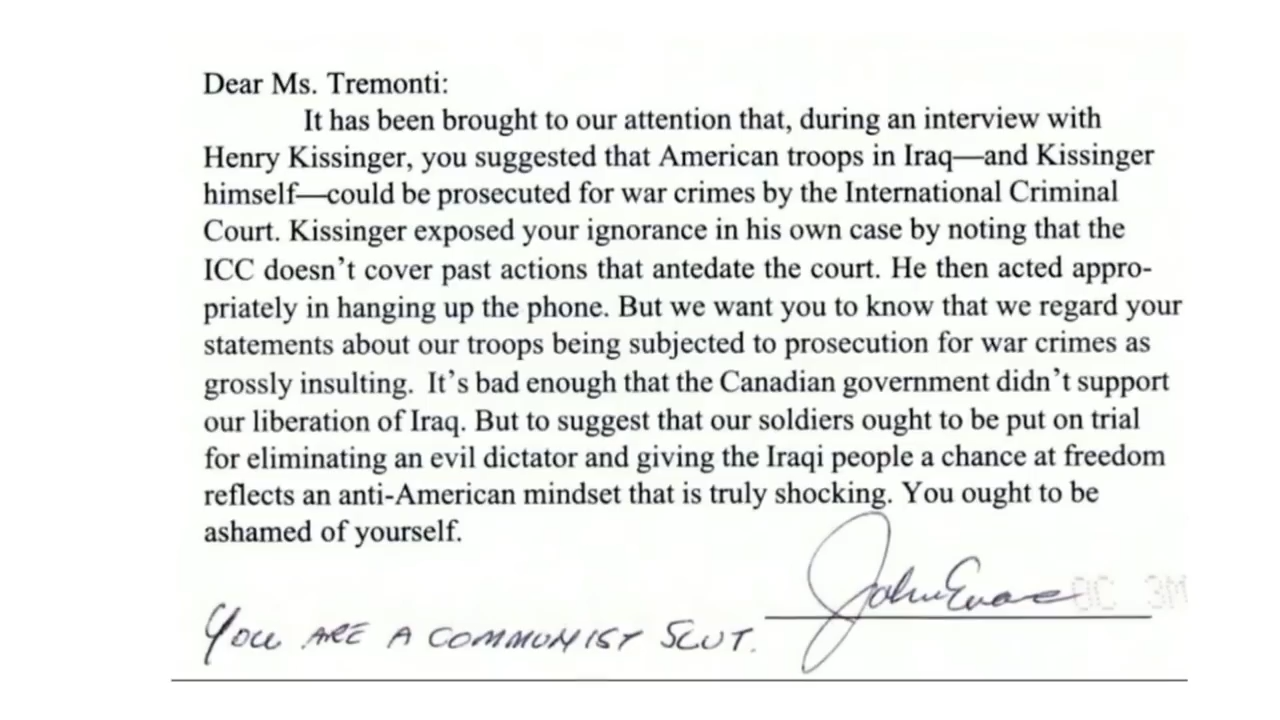 Dear Ms. Tremonti:
It has been brought to our attention that, during an interview with
Henry Kissinger, you suggested that American troops in Iraq—and Kissinger
himself—could be prosecuted for war crimes by the International Criminal
Court. Kissinger exposed your ignorance in his own case by noting that the
ICC doesn’t cover past actions that antedate the court. He then acted appro-
priately in hanging up the phone. But we want you to know that we regard your
statements about our troops being subjected to prosecution for war crimes as
grossly insulting. It’s bad enough that the Canadian government didn’t support
our liberation of Iraq. But to suggest that our soldiers ought to be put on trial
for eliminating an evil dictator and giving the Iraqi people a chance at freedom
reflects an anti-American mindset that is truly shocking. You ought to be
ashamed of yourself.
John
YOU ARE A COMMUNIST SLUT.